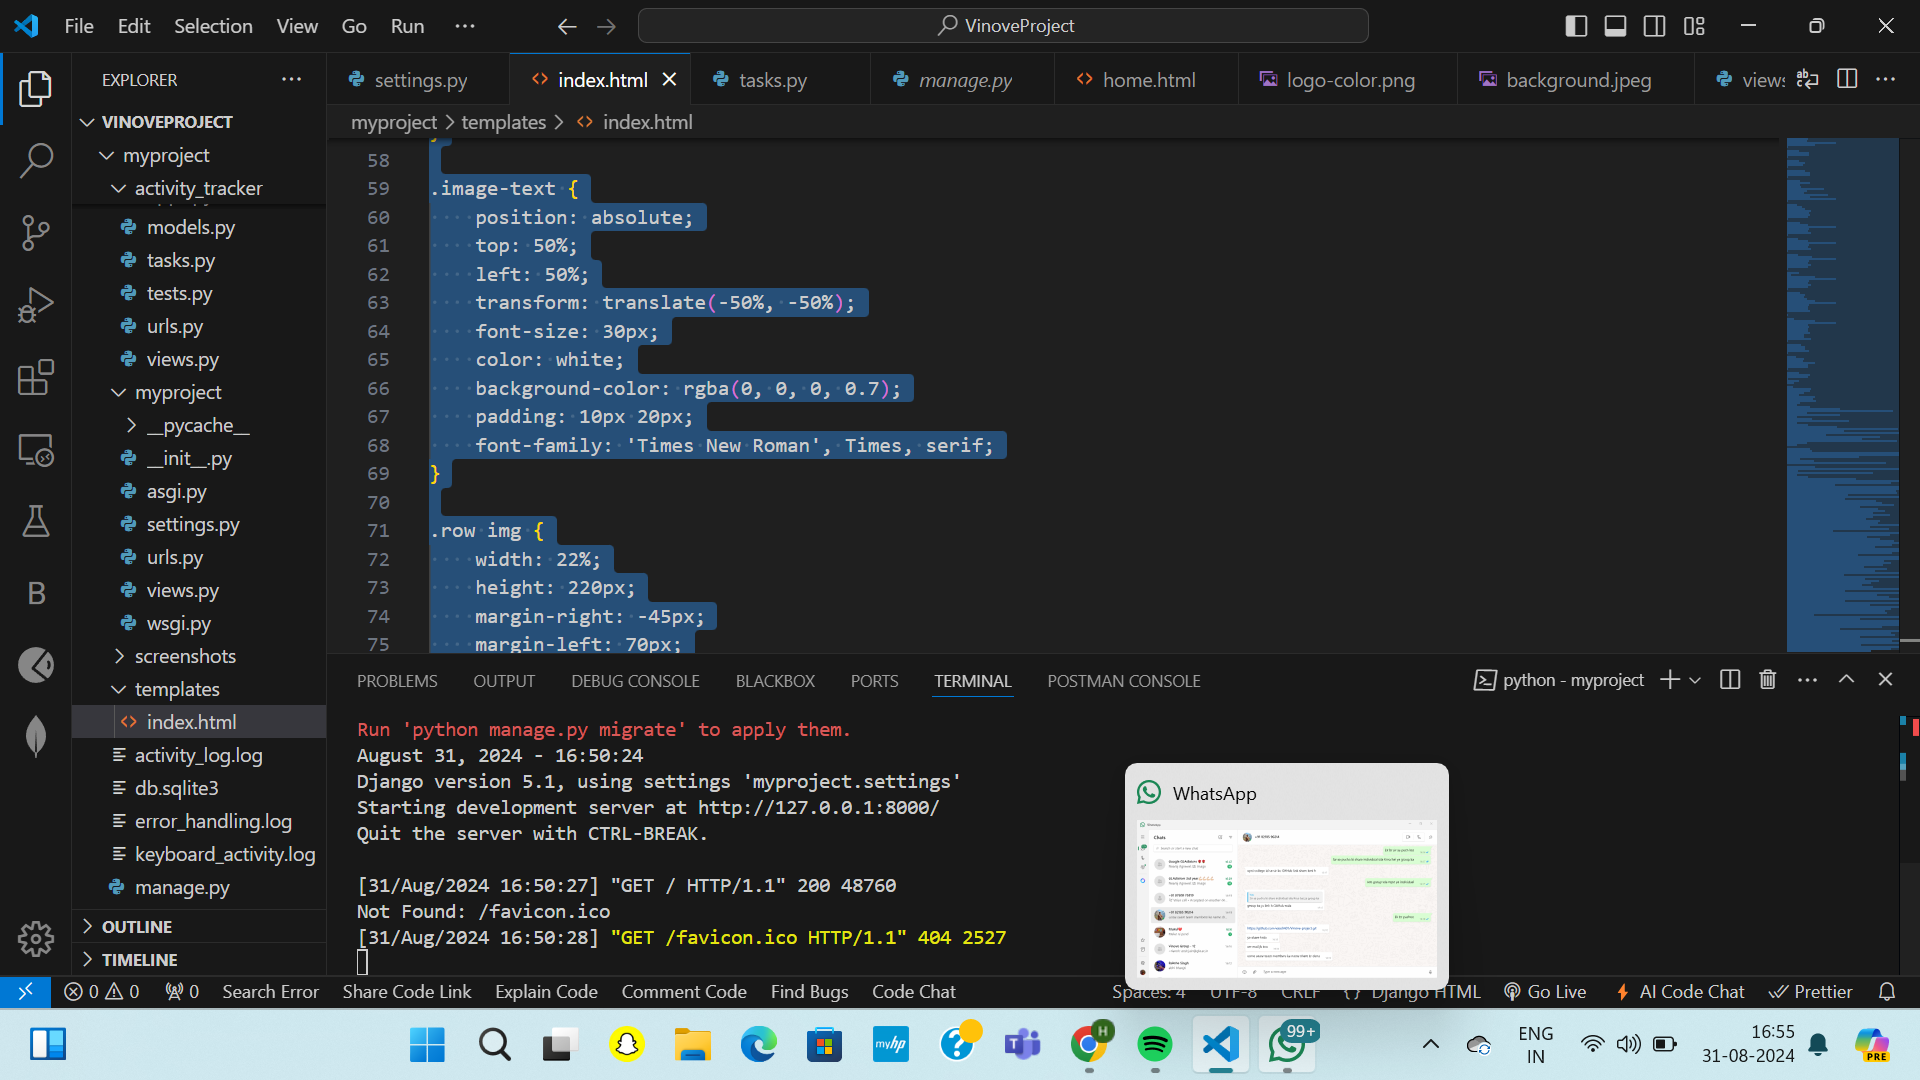 File Edit Selection View Go Run ···
VinoveProject
EXPLORER ···
settings.py
index.html
tasks.py
manage.py
home.html
logo-color.png
background.jpeg
views
VINOVEPROJECT
myproject > templates > index.html
myproject
activity_tracker
models.py
tasks.py
tests.py
urls.py
views.py
myproject
__pycache__
__init__.py
asgi.py
settings.py
urls.py
views.py
wsgi.py
screenshots
templates
index.html
activity_log.log
db.sqlite3
error_handling.log
keyboard_activity.log
manage.py
OUTLINE
TIMELINE
58
59 .image-text {
60 position: absolute;
61 top: 50%;
62 left: 50%;
63 transform: translate(-50%, -50%);
64 font-size: 30px;
65 color: white;
66 background-color: rgba(0, 0, 0, 0.7);
67 padding: 10px 20px;
68 font-family: 'Times New Roman', Times, serif;
69 }
70
71 .row img {
72 width: 22%;
73 height: 220px;
74 margin-right: -45px;
75 margin-left: 70px;
PROBLEMS OUTPUT DEBUG CONSOLE BLACKBOX PORTS TERMINAL POSTMAN CONSOLE
python - myproject
Run 'python manage.py migrate' to apply them.
August 31, 2024 - 16:50:24
Django version 5.1, using settings 'myproject.settings'
Starting development server at http://127.0.0.1:8000/
Quit the server with CTRL-BREAK.
[31/Aug/2024 16:50:27] "GET / HTTP/1.1" 200 48760
Not Found: /favicon.ico
[31/Aug/2024 16:50:28] "GET /favicon.ico HTTP/1.1" 404 2527
WhatsApp
Chats
0 0 0 Search Error Share Code Link Explain Code Comment Code Find Bugs Code Chat
Spaces: 4 UTF-8 CRLF {} Django HTML Go Live AI Code Chat Prettier
B
myhp
H
99+
ENG
IN
16:55
31-08-2024
PRE